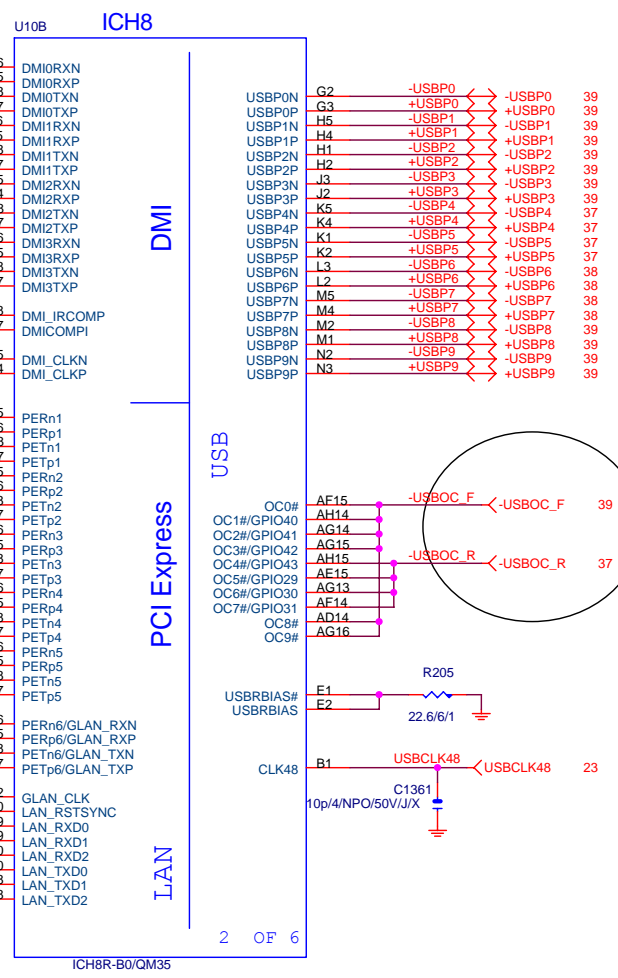 U10B
ICH8
DMI0RXN
DMI0RXP
DMI0TXN
DMI0TXP
DMI1RXN
DMI1RXP
DMI1TXN
DMI1TXP
DMI2RXN
DMI2RXP
DMI2TXN
DMI2TXP
DMI3RXN
DMI3RXP
DMI3TXN
DMI3TXP
DMI_IRCOMP
DMICOMPI
DMI_CLKN
DMI_CLKP
DMI
PERn1
PERp1
PETn1
PETp1
PERn2
PERp2
PETn2
PETp2
PERn3
PERp3
PETn3
PETp3
PERn4
PERp4
PETn4
PETp4
PERn5
PERp5
PETn5
PETp5
PERn6/GLAN_RXN
PERp6/GLAN_RXP
PETn6/GLAN_TXN
PETp6/GLAN_TXP
PCI Express
GLAN_CLK
LAN_RSTSYNC
LAN_RXD0
LAN_RXD1
LAN_RXD2
LAN_TXD0
LAN_TXD1
LAN_TXD2
LAN
USB
USBP0N G2 -USBP0 -USBP0 39
USBP0P G3 +USBP0 +USBP0 39
USBP1N H5 -USBP1 -USBP1 39
USBP1P H4 +USBP1 +USBP1 39
USBP2N H1 -USBP2 -USBP2 39
USBP2P H2 +USBP2 +USBP2 39
USBP3N J3 -USBP3 -USBP3 39
USBP3P J2 +USBP3 +USBP3 39
USBP4N K5 -USBP4 -USBP4 37
USBP4P K4 +USBP4 +USBP4 37
USBP5N K1 -USBP5 -USBP5 37
USBP5P K2 +USBP5 +USBP5 37
USBP6N L3 -USBP6 -USBP6 38
USBP6P L2 +USBP6 +USBP6 38
USBP7N M5 -USBP7 -USBP7 38
USBP7P M4 +USBP7 +USBP7 38
USBP8N M2 -USBP8 -USBP8 39
USBP8P M1 +USBP8 +USBP8 39
USBP9N N2 -USBP9 -USBP9 39
USBP9P N3 +USBP9 +USBP9 39
OC0# AF15 -USBOC_F -USBOC_F 39
OC1#/GPIO40 AH14
OC2#/GPIO41 AG14
OC3#/GPIO42 AG15
OC4#/GPIO43 AH15 -USBOC_R -USBOC_R 37
OC5#/GPIO29 AE15
OC6#/GPIO30 AG13
OC7#/GPIO31 AF14
OC8# AD14
OC9# AG16
USBRBIAS# E1 R205
USBRBIAS E2 22.6/6/1
CLK48 B1 USBCLK48 USBCLK48 23
C1361
10p/4/NPO/50V/J/X
2 OF 6
ICH8R-B0/QM35